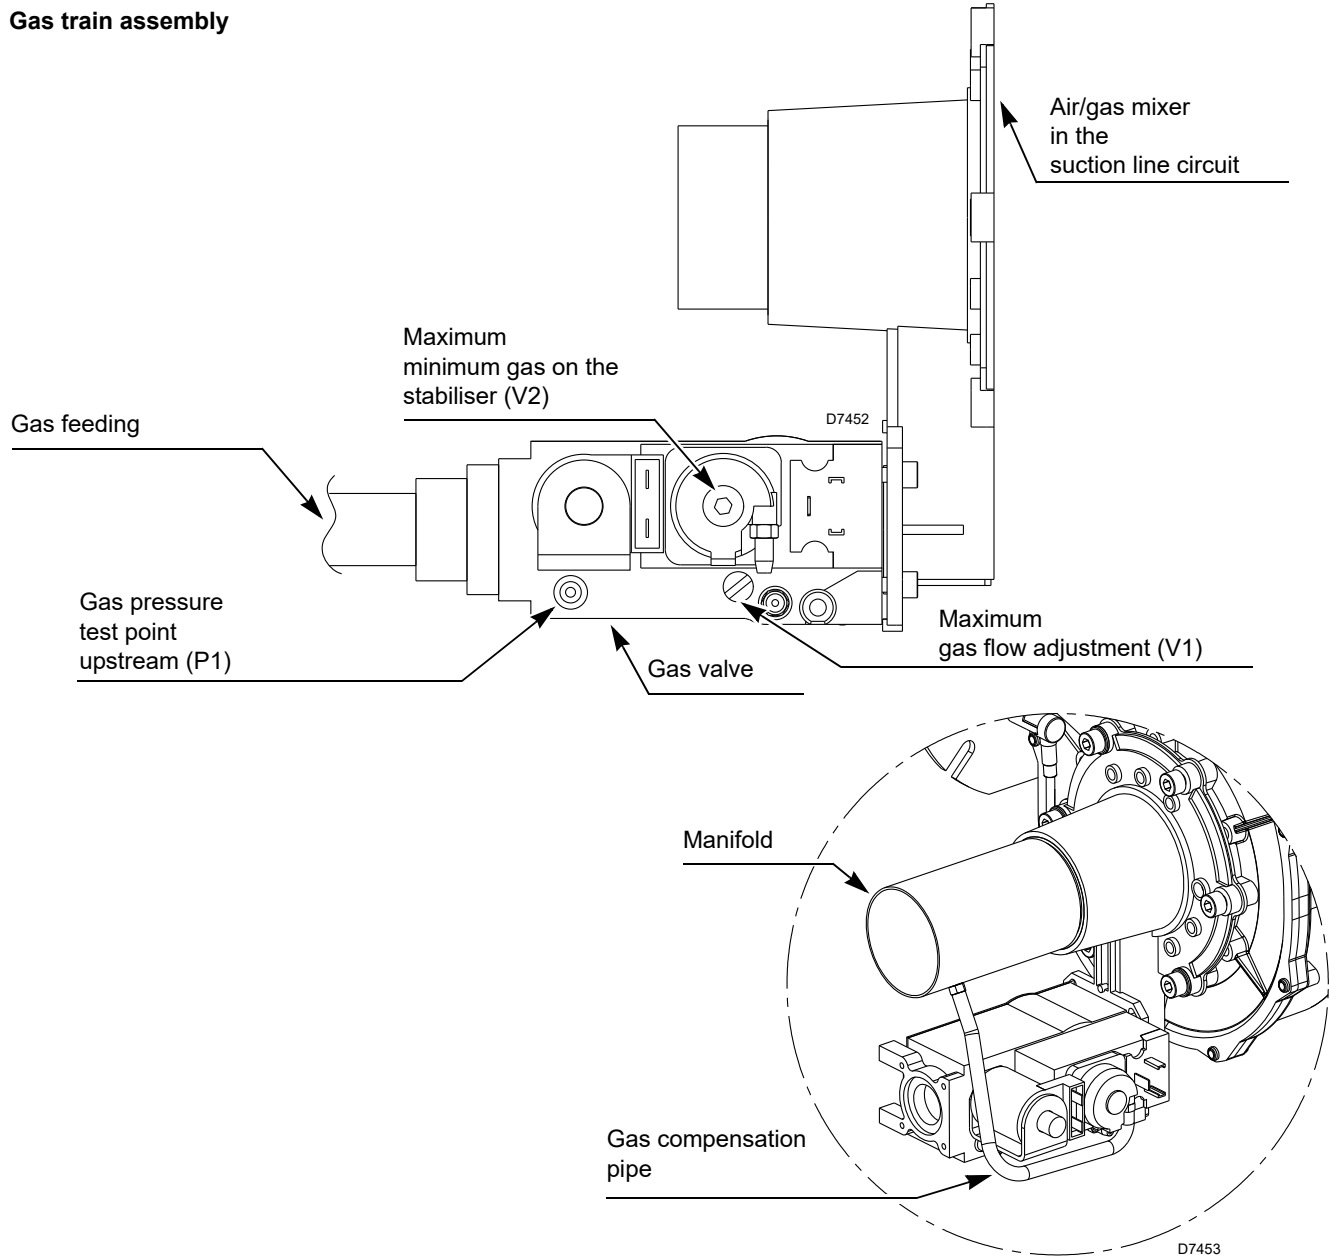 Gas train assembly
Air/gas mixer
in the
suction line circuit
Maximum
minimum gas on the
stabiliser (V2)
D7452
Gas feeding
Gas pressure
test point
upstream (P1)
Maximum
gas flow adjustment (V1)
Gas valve
Manifold
Gas compensation
pipe
D7453